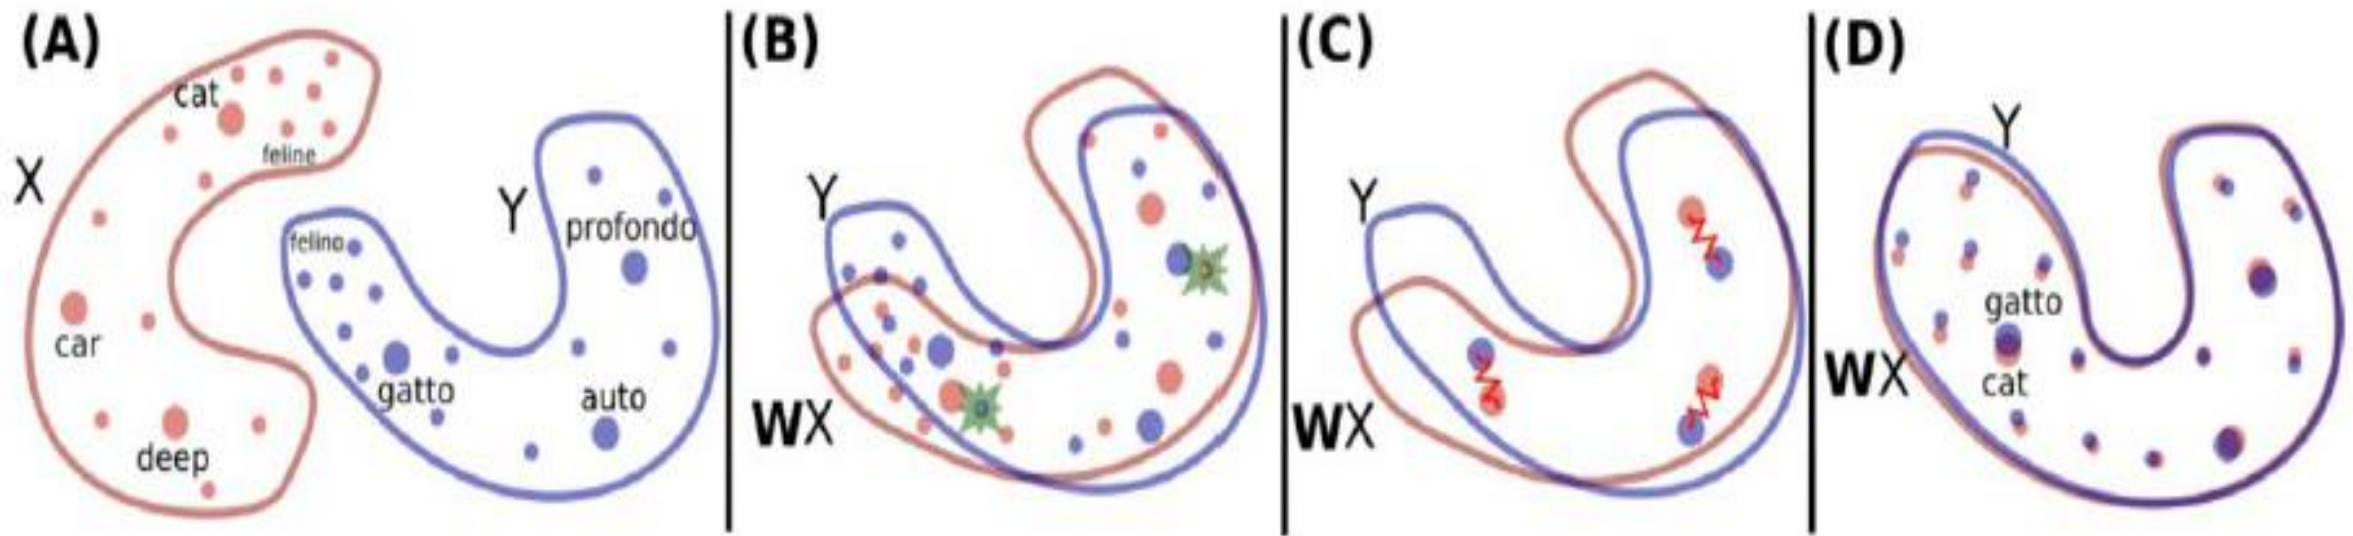 (A)
cat
feline
X
car
deep
Y
felino
profondo
gatto
auto
(B)
Y
WX
(C)
Y
WX
(D)
Y
gatto
WX
cat